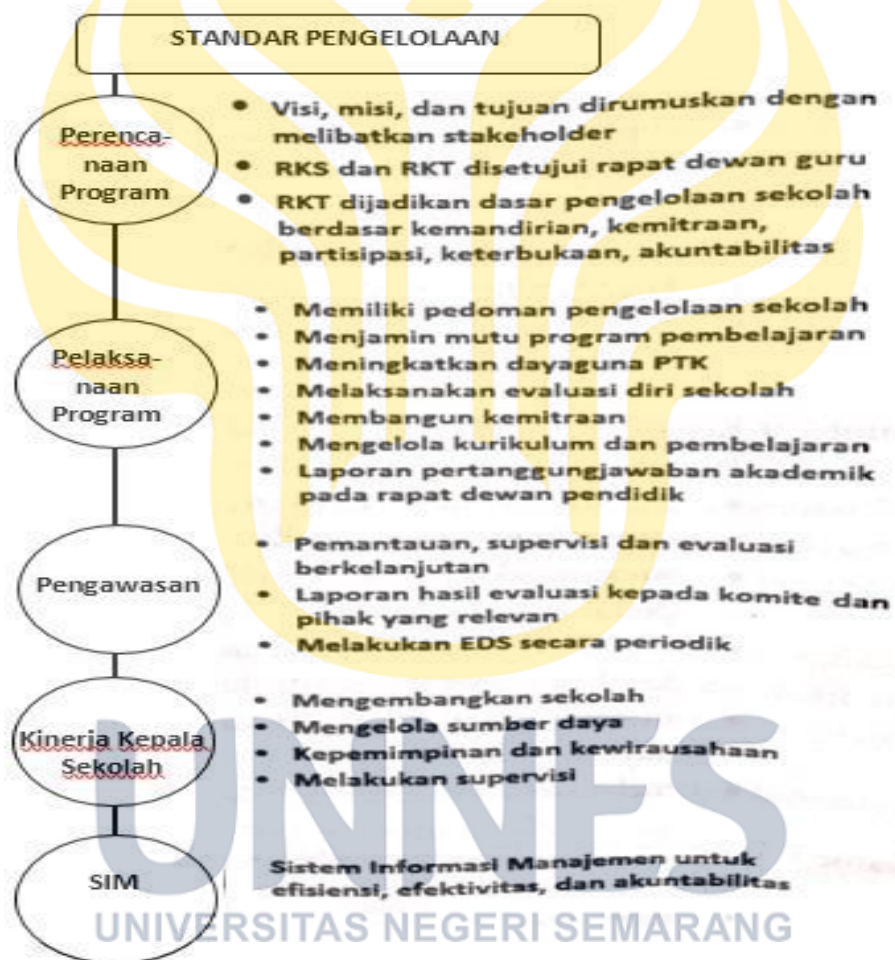 STANDAR PENGELOLAAN
Perenca-
naan
Program
• Visi, misi, dan tujuan dirumuskan dengan
melibatkan stakeholder
• RKS dan RKT disetujui rapat dewan guru
• RKT dijadikan dasar pengelolaan sekolah
berdasar kemandirian, kemitraan,
partisipasi, keterbukaan, akuntabilitas
Pelaksa-
naan
Program
• Memiliki pedoman pengelolaan sekolah
• Menjamin mutu program pembelajaran
• Meningkatkan dayaguna PTK
• Melaksanakan evaluasi diri sekolah
• Membangun kemitraan
• Mengelola kurikulum dan pembelajaran
• Laporan pertanggungjawaban akademik
pada rapat dewan pendidik
Pengawasan
• Pemantauan, supervisi dan evaluasi
berkelanjutan
• Laporan hasil evaluasi kepada komite dan
pihak yang relevan
• Melakukan EDS secara periodik
Kinerja Kepala
Sekolah
• Mengembangkan sekolah
• Mengelola sumber daya
• Kepemimpinan dan kewirausahaan
• Melakukan supervisi
SIM
Sistem Informasi Manajemen untuk
efisiensi, efektivitas, dan akuntabilitas
UNNES
UNIVERSITAS NEGERI SEMARANG